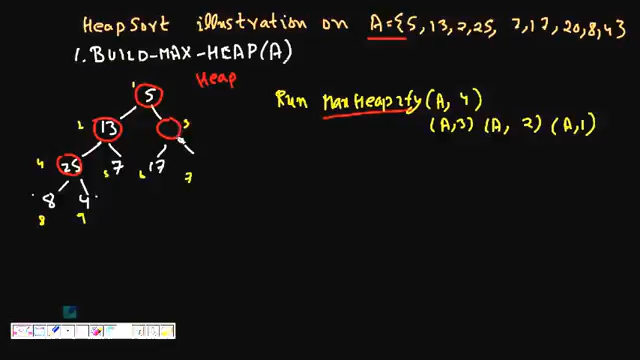 HeapSort illustration on A={5,13,2,25, 7,17,20,8,4}
1. BUILD-MAX-HEAP(A)
Heap
Run MaxHeapify(A, 4)
(A,3) (A, 2) (A,1)
1 5
2 13 3
4 25 5 7 6 17 7
8 4
8 9